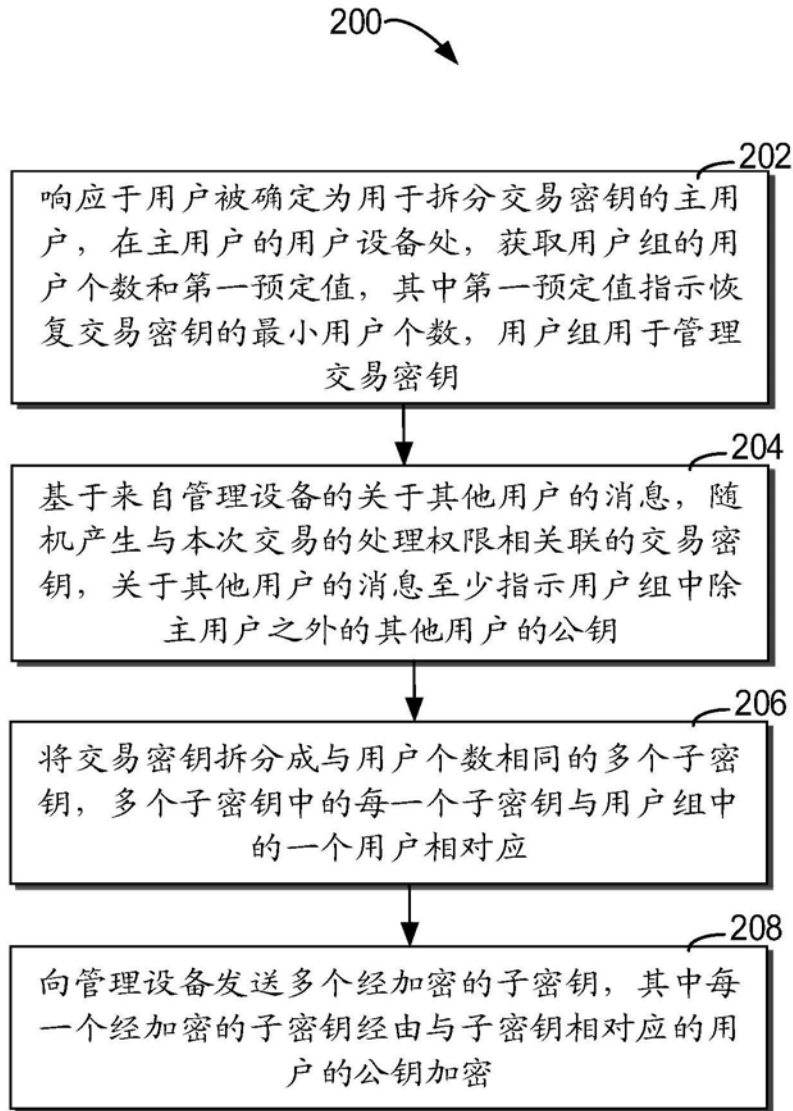 200
202
响应于用户被确定为用于拆分交易密钥的主用
户，在主用户的用户设备处，获取用户组的用
户个数和第一预定值，其中第一预定值指示恢
复交易密钥的最小用户个数，用户组用于管理
交易密钥
204
基于来自管理设备的关于其他用户的消息，随
机产生与本次交易的处理权限相关联的交易密
钥，关于其他用户的消息至少指示用户组中除
主用户之外的其他用户的公钥
206
将交易密钥拆分成与用户个数相同的多个子密
钥，多个子密钥中的每一个子密钥与用户组中
的一个用户相对应
208
向管理设备发送多个经加密的子密钥，其中每
一个经加密的子密钥经由与子密钥相对应的用
户的公钥加密